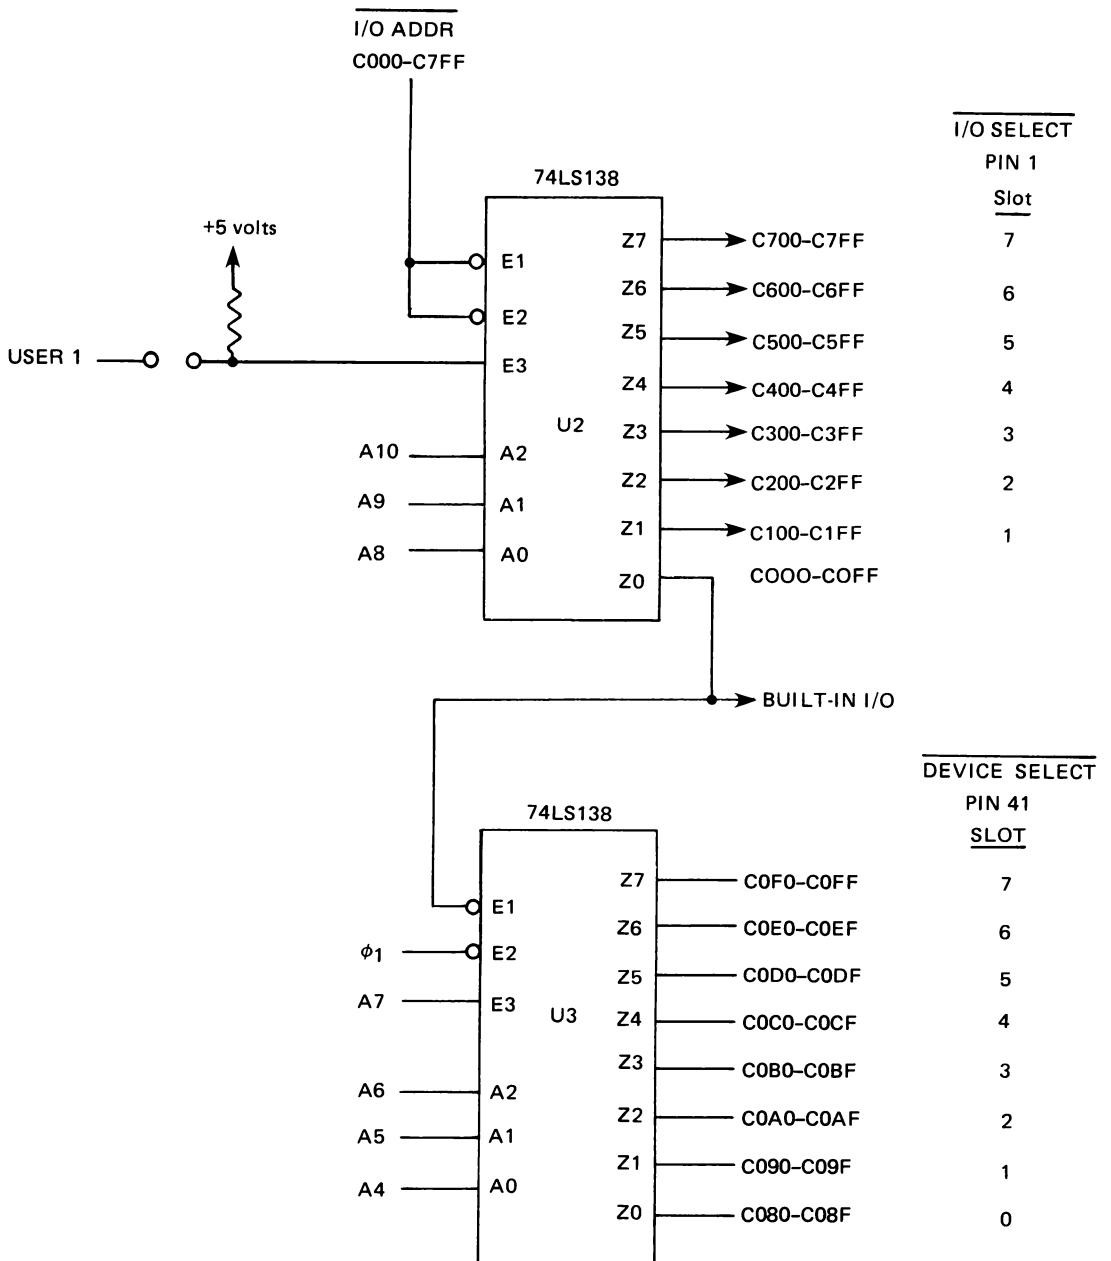 I/O ADDR
C000–C7FF
I/O SELECT
PIN 1
Slot
74LS138
+5 volts
Z7 C700–C7FF 7
E1
Z6 C600–C6FF 6
E2
Z5 C500–C5FF 5
USER 1
E3
Z4 C400–C4FF 4
U2
Z3 C300–C3FF 3
A10 A2
Z2 C200–C2FF 2
A9 A1
Z1 C100–C1FF 1
A8 A0
Z0 COOO–COFF
BUILT-IN I/O
DEVICE SELECT
PIN 41
SLOT
74LS138
Z7 C0F0–C0FF 7
E1
Z6 C0E0–C0EF 6
ϕ1 E2
Z5 C0D0–C0DF 5
A7 E3
U3
Z4 C0C0–C0CF 4
Z3 C0B0–C0BF 3
A6 A2
Z2 C0A0–C0AF 2
A5 A1
Z1 C090–C09F 1
A4 A0
Z0 C080–C08F 0